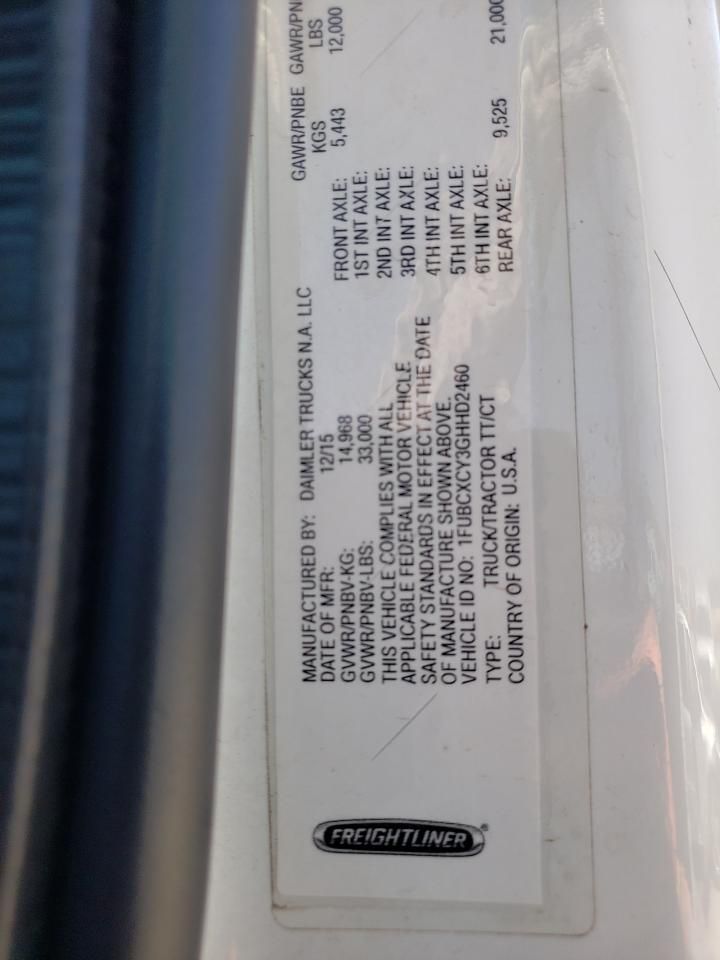 FREIGHTLINER®
MANUFACTURED BY: DAIMLER TRUCKS N.A. LLC
DATE OF MFR: 12/15
GVWR/PNBV-KG: 14,968
GVWR/PNBV-LBS: 33,000
THIS VEHICLE COMPLIES WITH ALL
APPLICABLE FEDERAL MOTOR VEHICLE
SAFETY STANDARDS IN EFFECT AT THE DATE
OF MANUFACTURE SHOWN ABOVE.
VEHICLE ID NO: 1FUBCXCY3GHHD2460
TYPE: TRUCK/TRACTOR TT/CT
COUNTRY OF ORIGIN: U.S.A.
GAWR/PNBE GAWR/PN
KGS LBS
FRONT AXLE: 5,443 12,000
1ST INT AXLE:
2ND INT AXLE:
3RD INT AXLE:
4TH INT AXLE:
5TH INT AXLE:
6TH INT AXLE:
REAR AXLE: 9,525 21,000